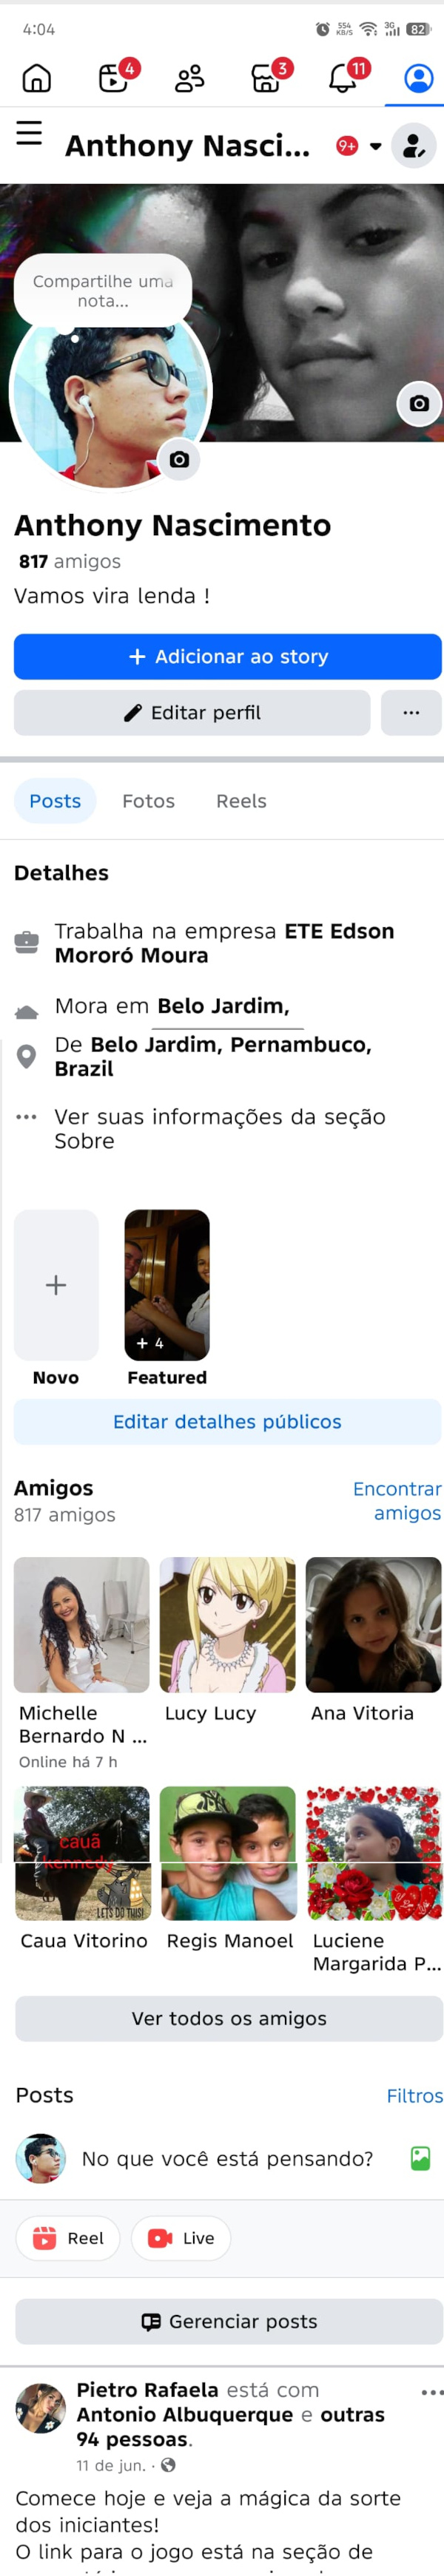 4:04
554
KB/S
3G
82
4
3
11
Anthony Nasci...
9+
Compartilhe uma
nota...
Anthony Nascimento
817 amigos
Vamos vira lenda !
+ Adicionar ao story
Editar perfil
...
Posts
Fotos
Reels
Detalhes
Trabalha na empresa ETE Edson
Mororó Moura
Mora em Belo Jardim,
De Belo Jardim, Pernambuco,
Brazil
Ver suas informações da seção
Sobre
+
+ 4
Novo
Featured
Editar detalhes públicos
Amigos
Encontrar
amigos
817 amigos
Michelle
Bernardo N ...
Online há 7 h
Lucy Lucy
Ana Vitoria
cauã
kennedy
LETS DO THIS!
Caua Vitorino
Regis Manoel
Luciene
Margarida P...
Ver todos os amigos
Posts
Filtros
No que você está pensando?
Reel
Live
Gerenciar posts
Pietro Rafaela está com
Antonio Albuquerque e outras
94 pessoas.
11 de jun. ·
Comece hoje e veja a mágica da sorte
dos iniciantes!
O link para o jogo está na seção de